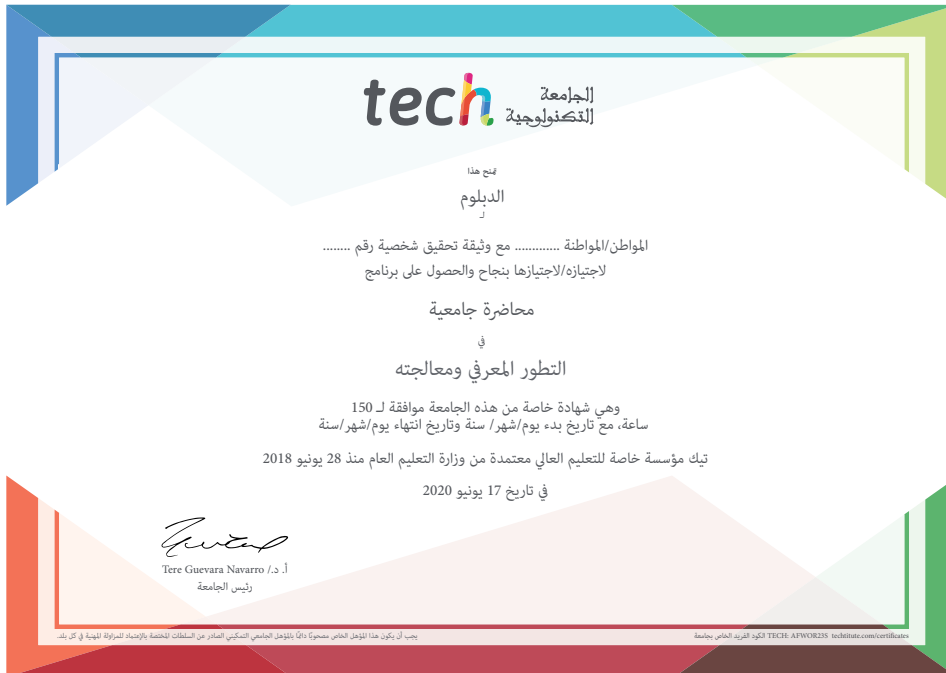 tech الجامعة
التكنولوجية
يمنح هذا
الدبلوم
لـ
المواطن/المواطنة ............ مع وثيقة تحقيق شخصية رقم ........
لاجتيازه/لاجتيازها بنجاح والحصول على برنامج
محاضرة جامعية
في
التطور المعرفي ومعالجته
وهي شهادة خاصة من هذه الجامعة موافقة لـ 150
ساعة، مع تاريخ بدء يوم/شهر/ سنة وتاريخ انتهاء يوم/شهر/سنة
تيك مؤسسة خاصة للتعليم العالي معتمدة من وزارة التعليم العام منذ 28 يونيو 2018
في تاريخ 17 يونيو 2020
أ. د./ Tere Guevara Navarro
رئيس الجامعة
يجب أن يكون هذا المؤهل الخاص مصحوبًا دائمًا بالمؤهل الجامعي التمكيني الصادر عن السلطات المختصة بالإعتماد للمزاولة المهنية في كل بلد.
الكود الفريد الخاص بجامعة TECH: AFWOR23S techtitute.com/certificates